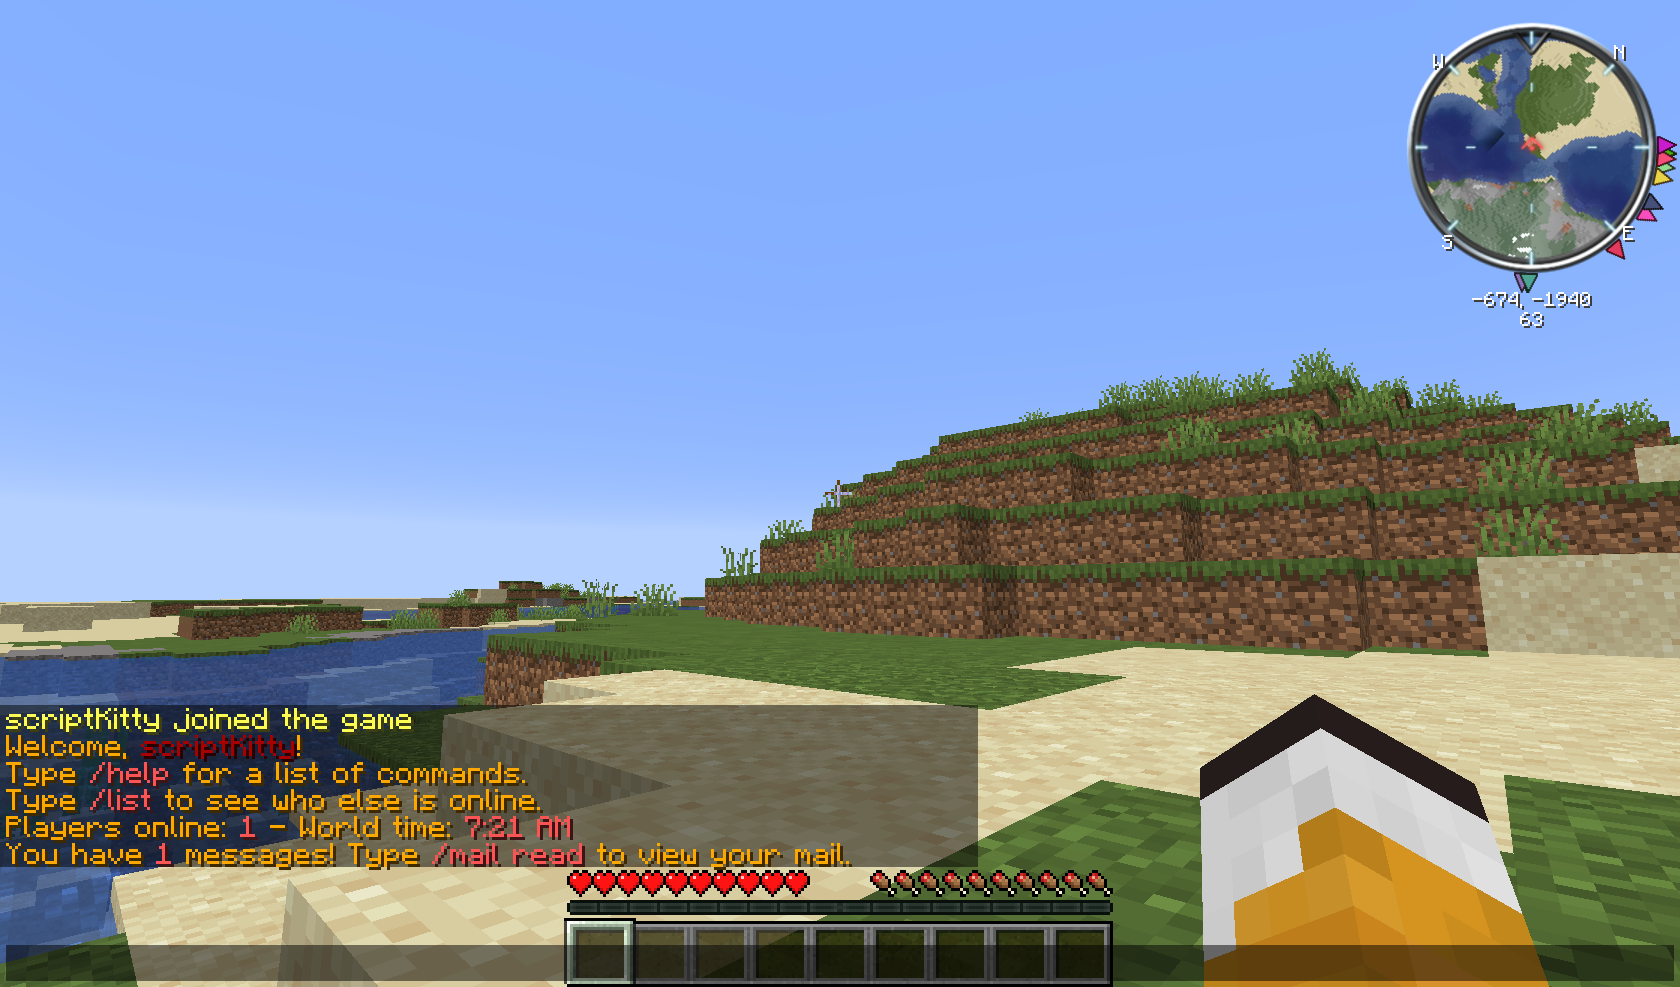 W
N
S
E
-674, -1940
63
scriptKitty joined the game
Welcome, scriptKitty!
Type /help for a list of commands.
Type /list to see who else is online.
Players online: 1 - World time: 7:21 AM
You have 1 messages! Type /mail read to view your mail.